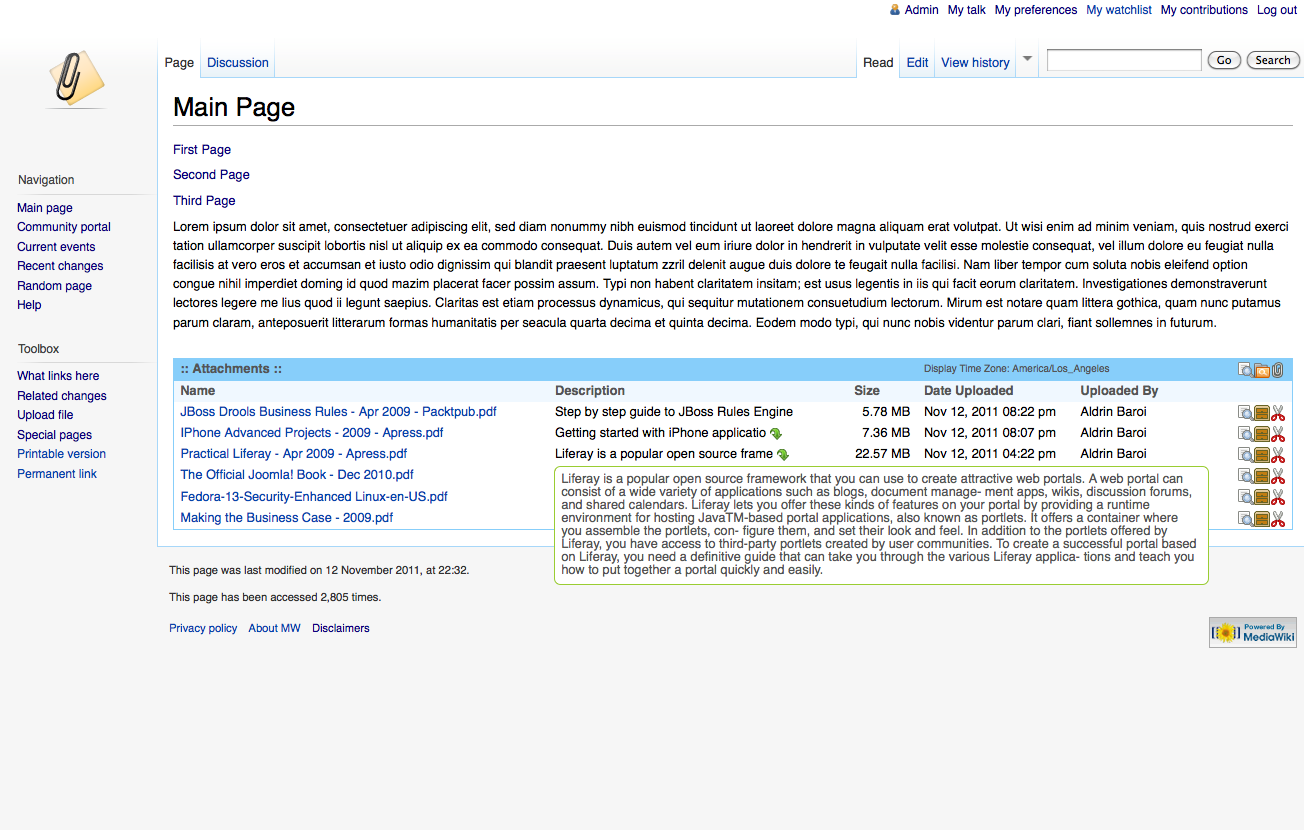 Admin My talk My preferences My watchlist My contributions Log out
Page Discussion Read Edit View history Go Search
Main Page
First Page
Second Page
Third Page
Lorem ipsum dolor sit amet, consectetuer adipiscing elit, sed diam nonummy nibh euismod tincidunt ut laoreet dolore magna aliquam erat volutpat. Ut wisi enim ad minim veniam, quis nostrud exerci
tation ullamcorper suscipit lobortis nisl ut aliquip ex ea commodo consequat. Duis autem vel eum iriure dolor in hendrerit in vulputate velit esse molestie consequat, vel illum dolore eu feugiat nulla
facilisis at vero eros et accumsan et iusto odio dignissim qui blandit praesent luptatum zzril delenit augue duis dolore te feugait nulla facilisi. Nam liber tempor cum soluta nobis eleifend option
congue nihil imperdiet doming id quod mazim placerat facer possim assum. Typi non habent claritatem insitam; est usus legentis in iis qui facit eorum claritatem. Investigationes demonstraverunt
lectores legere me lius quod ii legunt saepius. Claritas est etiam processus dynamicus, qui sequitur mutationem consuetudium lectorum. Mirum est notare quam littera gothica, quam nunc putamus
parum claram, anteposuerit litterarum formas humanitatis per seacula quarta decima et quinta decima. Eodem modo typi, qui nunc nobis videntur parum clari, fiant sollemnes in futurum.
Navigation
Main page
Community portal
Current events
Recent changes
Random page
Help
Toolbox
What links here
Related changes
Upload file
Special pages
Printable version
Permanent link
:: Attachments :: Display Time Zone: America/Los_Angeles
Name Description Size Date Uploaded Uploaded By
JBoss Drools Business Rules - Apr 2009 - Packtpub.pdf Step by step guide to JBoss Rules Engine 5.78 MB Nov 12, 2011 08:22 pm Aldrin Baroi
IPhone Advanced Projects - 2009 - Apress.pdf Getting started with iPhone applicatio 7.36 MB Nov 12, 2011 08:07 pm Aldrin Baroi
Practical Liferay - Apr 2009 - Apress.pdf Liferay is a popular open source frame 22.57 MB Nov 12, 2011 04:22 pm Aldrin Baroi
The Official Joomla! Book - Dec 2010.pdf
Fedora-13-Security-Enhanced Linux-en-US.pdf
Making the Business Case - 2009.pdf
Liferay is a popular open source framework that you can use to create attractive web portals. A web portal can
consist of a wide variety of applications such as blogs, document manage- ment apps, wikis, discussion forums,
and shared calendars. Liferay lets you offer these kinds of features on your portal by providing a runtime
environment for hosting JavaTM-based portal applications, also known as portlets. It offers a container where
you assemble the portlets, con- figure them, and set their look and feel. In addition to the portlets offered by
Liferay, you have access to third-party portlets created by user communities. To create a successful portal based
on Liferay, you need a definitive guide that can take you through the various Liferay applica- tions and teach you
how to put together a portal quickly and easily.
This page was last modified on 12 November 2011, at 22:32.
This page has been accessed 2,805 times.
Privacy policy About MW Disclaimers
Powered By
MediaWiki